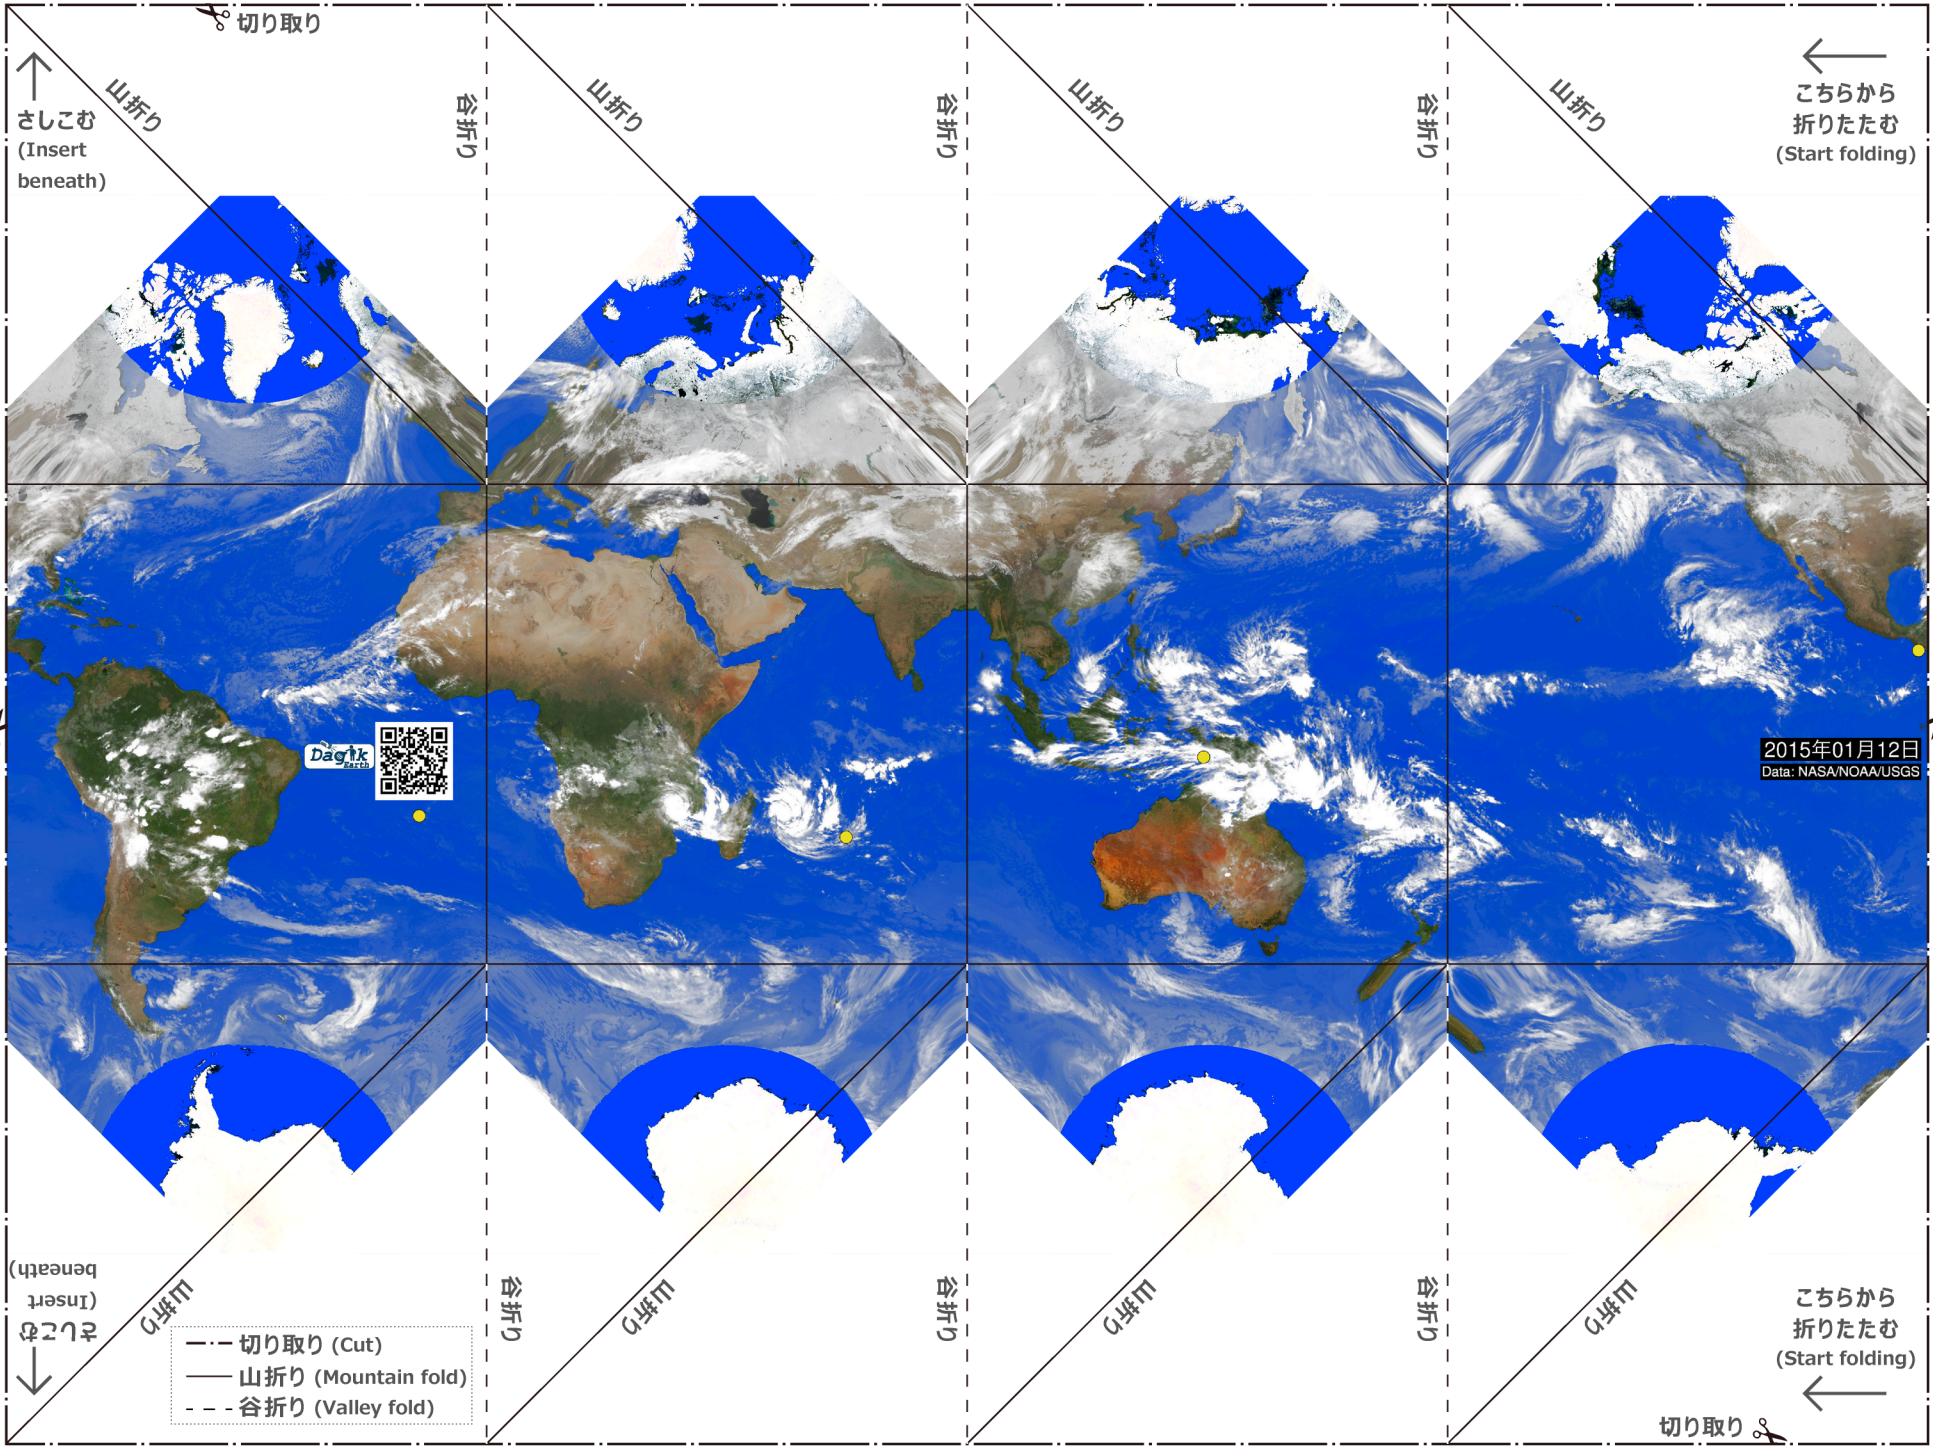 切り取り
さしこむ
(Insert
beneath)
山折り
谷折り
山折り
谷折り
山折り
谷折り
山折り
こちらから
折りたたむ
(Start folding)
Dagik
Earth
2015年01月12日
Data: NASA/NOAA/USGS
さしこむ
(Insert
beneath)
山折り
谷折り
山折り
谷折り
山折り
谷折り
山折り
こちらから
折りたたむ
(Start folding)
切り取り (Cut)
山折り (Mountain fold)
谷折り (Valley fold)
切り取り